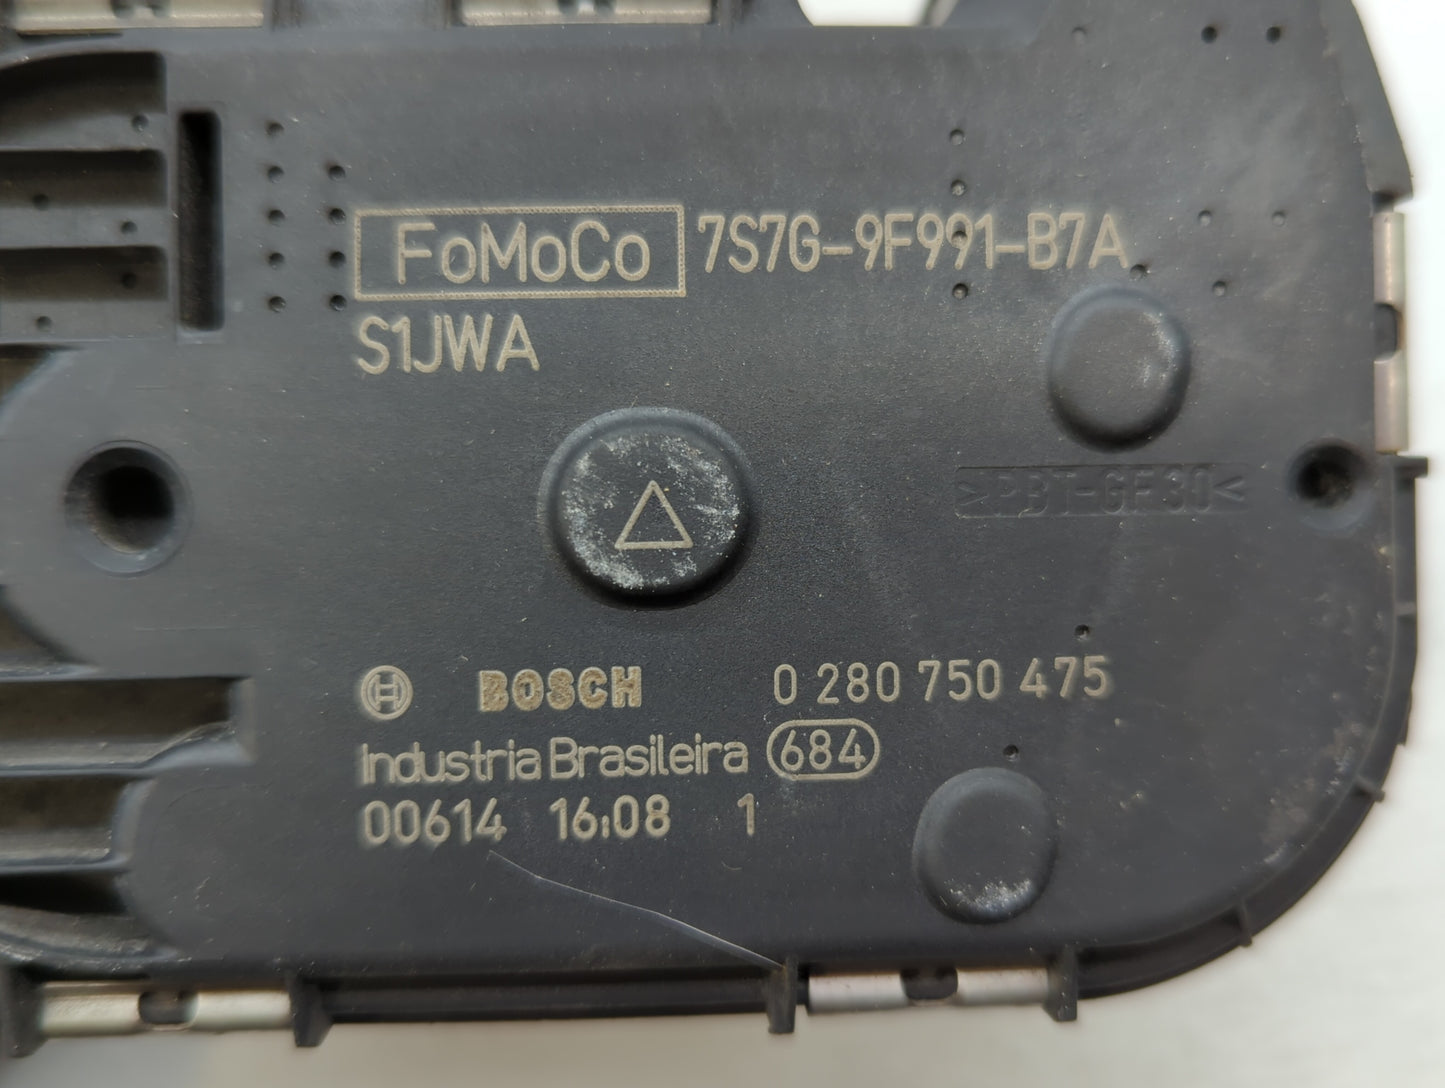 FoMoCo 7S7G-9F991-B7A
S1JWA
>PBT-GF30<
BOSCH 0 280 750 475
Industria Brasileira 684
00614 16:08 1